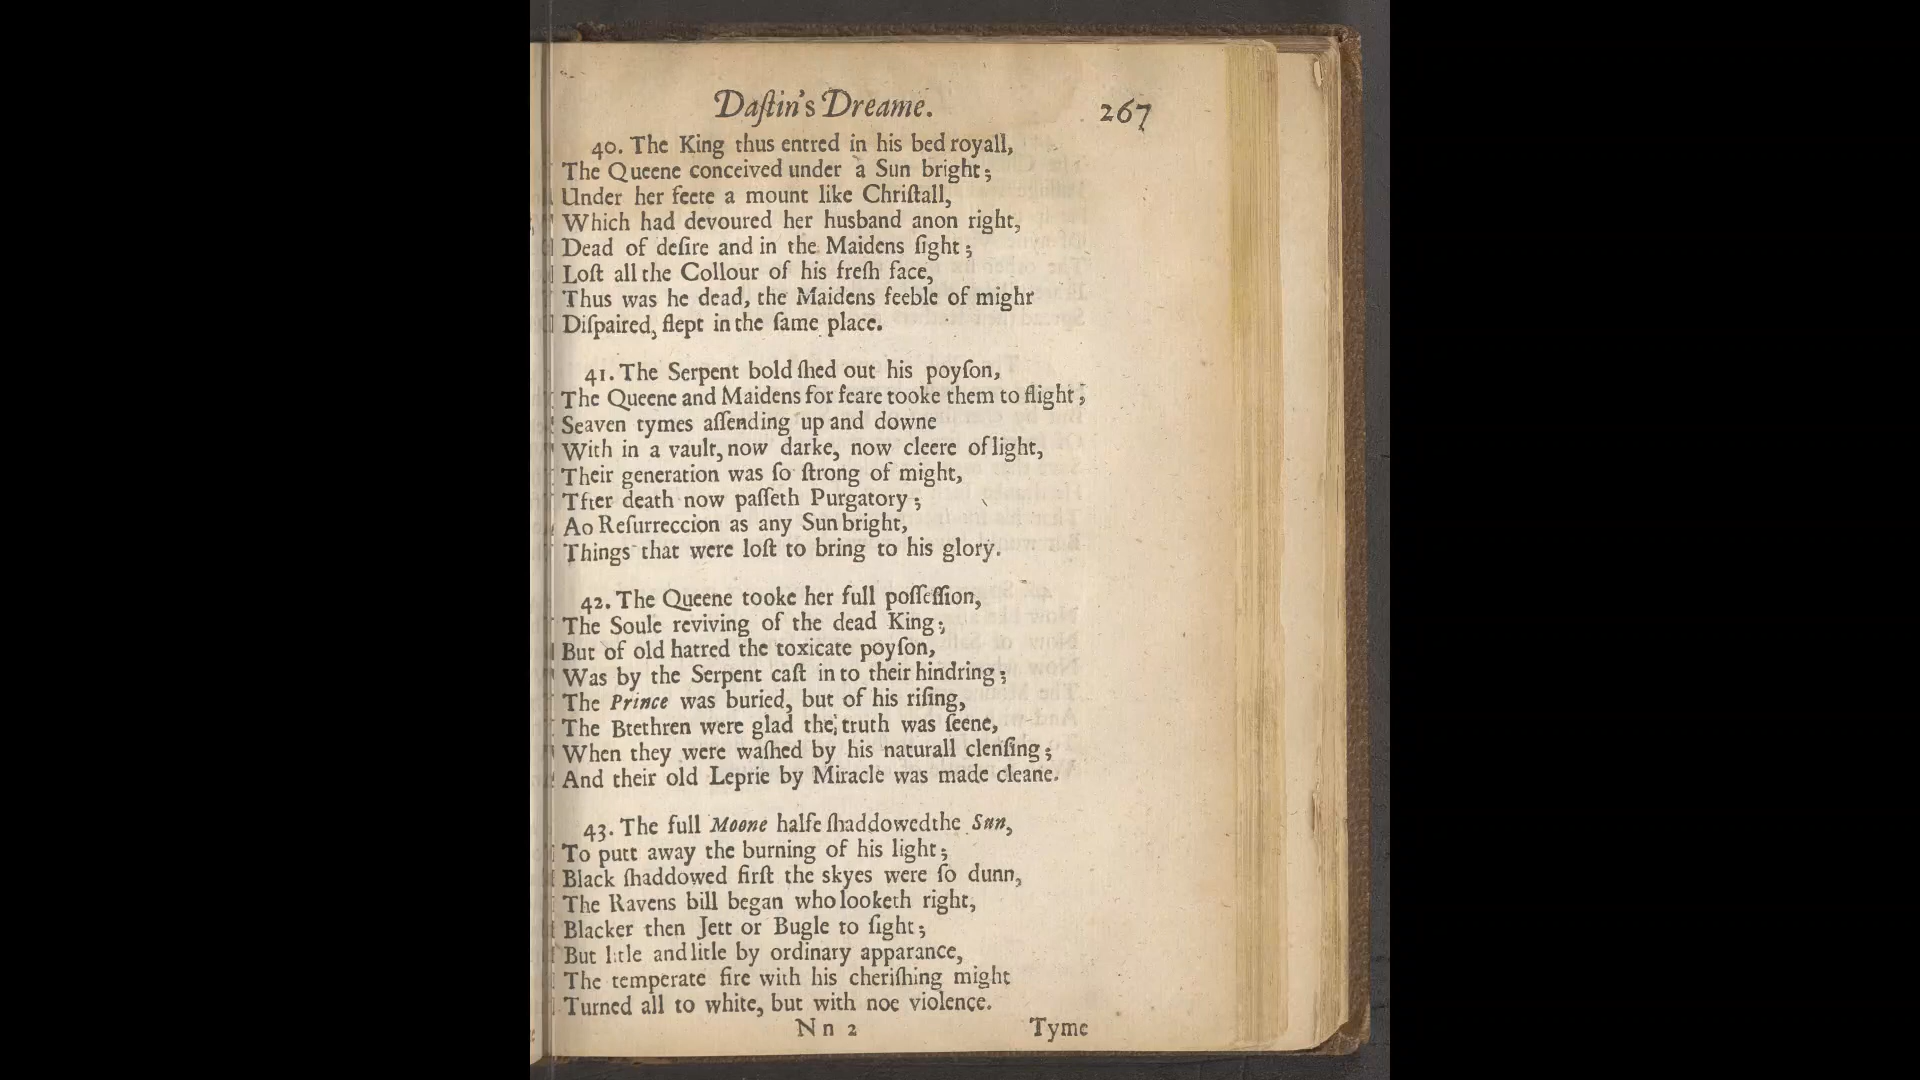 Daſtin's Dreame. 267
40. The King thus entred in his bed royall,
The Queene conceived under a Sun bright;
Under her feete a mount like Chriſtall,
Which had devoured her husband anon right,
Dead of deſire and in the Maidens ſight;
Loſt all the Collour of his freſh face,
Thus was he dead, the Maidens feeble of mighr
Diſpaired, ſlept in the ſame place.
41. The Serpent bold ſhed out his poyſon,
The Queene and Maidens for feare tooke them to flight;
Seaven tymes aſſending up and downe
With in a vault, now darke, now cleere of light,
Their generation was ſo ſtrong of might,
Tfter death now paſſeth Purgatory;
Ao Reſurreccion as any Sun bright,
Things that were loſt to bring to his glory.
42. The Queene tooke her full poſſeſſion,
The Soule reviving of the dead King;
But of old hatred the toxicate poyſon,
Was by the Serpent caſt in to their hindring;
The Prince was buried, but of his riſing,
The Btethren were glad the truth was ſeene,
When they were waſhed by his naturall clenſing;
And their old Leprie by Miracle was made cleane.
43. The full Moone halfe ſhaddowed the Sun,
To putt away the burning of his light;
Black ſhaddowed firſt the skyes were ſo dunn,
The Ravens bill began who looketh right,
Blacker then Jett or Bugle to ſight;
But litle and litle by ordinary apparance,
The temperate fire with his cheriſhing might
Turned all to white, but with noe violence.
N n 2 Tyme